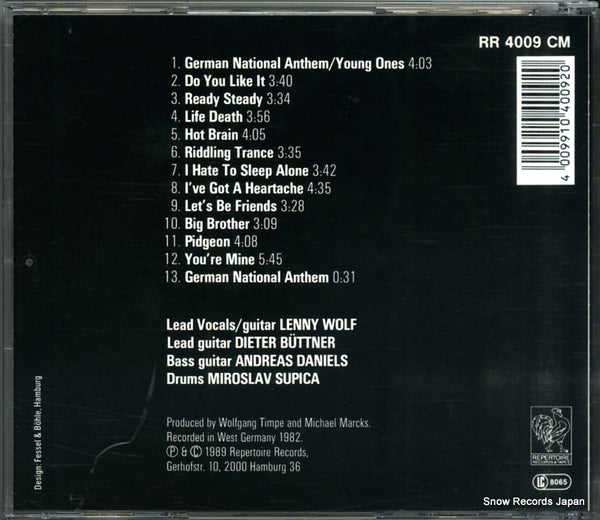 RR 4009 CM
1. German National Anthem/Young Ones 4:03
2. Do You Like It 3:40
3. Ready Steady 3:34
4. Life Death 3:56
5. Hot Brain 4:05
6. Riddling Trance 3:35
7. I Hate To Sleep Alone 3:42
8. I've Got A Heartache 4:35
9. Let's Be Friends 3:28
10. Big Brother 3:09
11. Pidgeon 4:08
12. You're Mine 5:45
13. German National Anthem 0:31
4 009910 400920
Lead Vocals/guitar LENNY WOLF
Lead guitar DIETER BÜTTNER
Bass guitar ANDREAS DANIELS
Drums MIROSLAV SUPICA
Produced by Wolfgang Timpe and Michael Marcks.
Recorded in West Germany 1982.
Ⓟ & © 1989 Repertoire Records,
Gerhofstr. 10, 2000 Hamburg 36
Design: Fessel & Böhle, Hamburg
REPERTOIRE
RECORDS & TAPES
LC 8065
Snow Records Japan